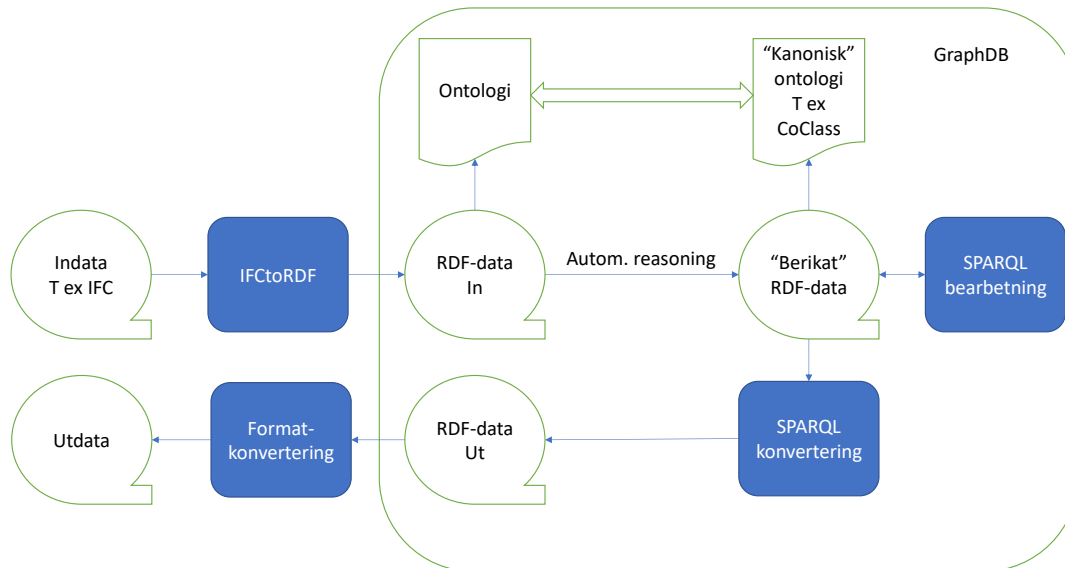 GraphDB
Ontologi
“Kanonisk”
ontologi
T ex
CoClass
Indata
T ex IFC
IFCtoRDF
RDF-data
In
Autom. reasoning
“Berikat”
RDF-data
SPARQL
bearbetning
Utdata
Format-
konvertering
RDF-data
Ut
SPARQL
konvertering